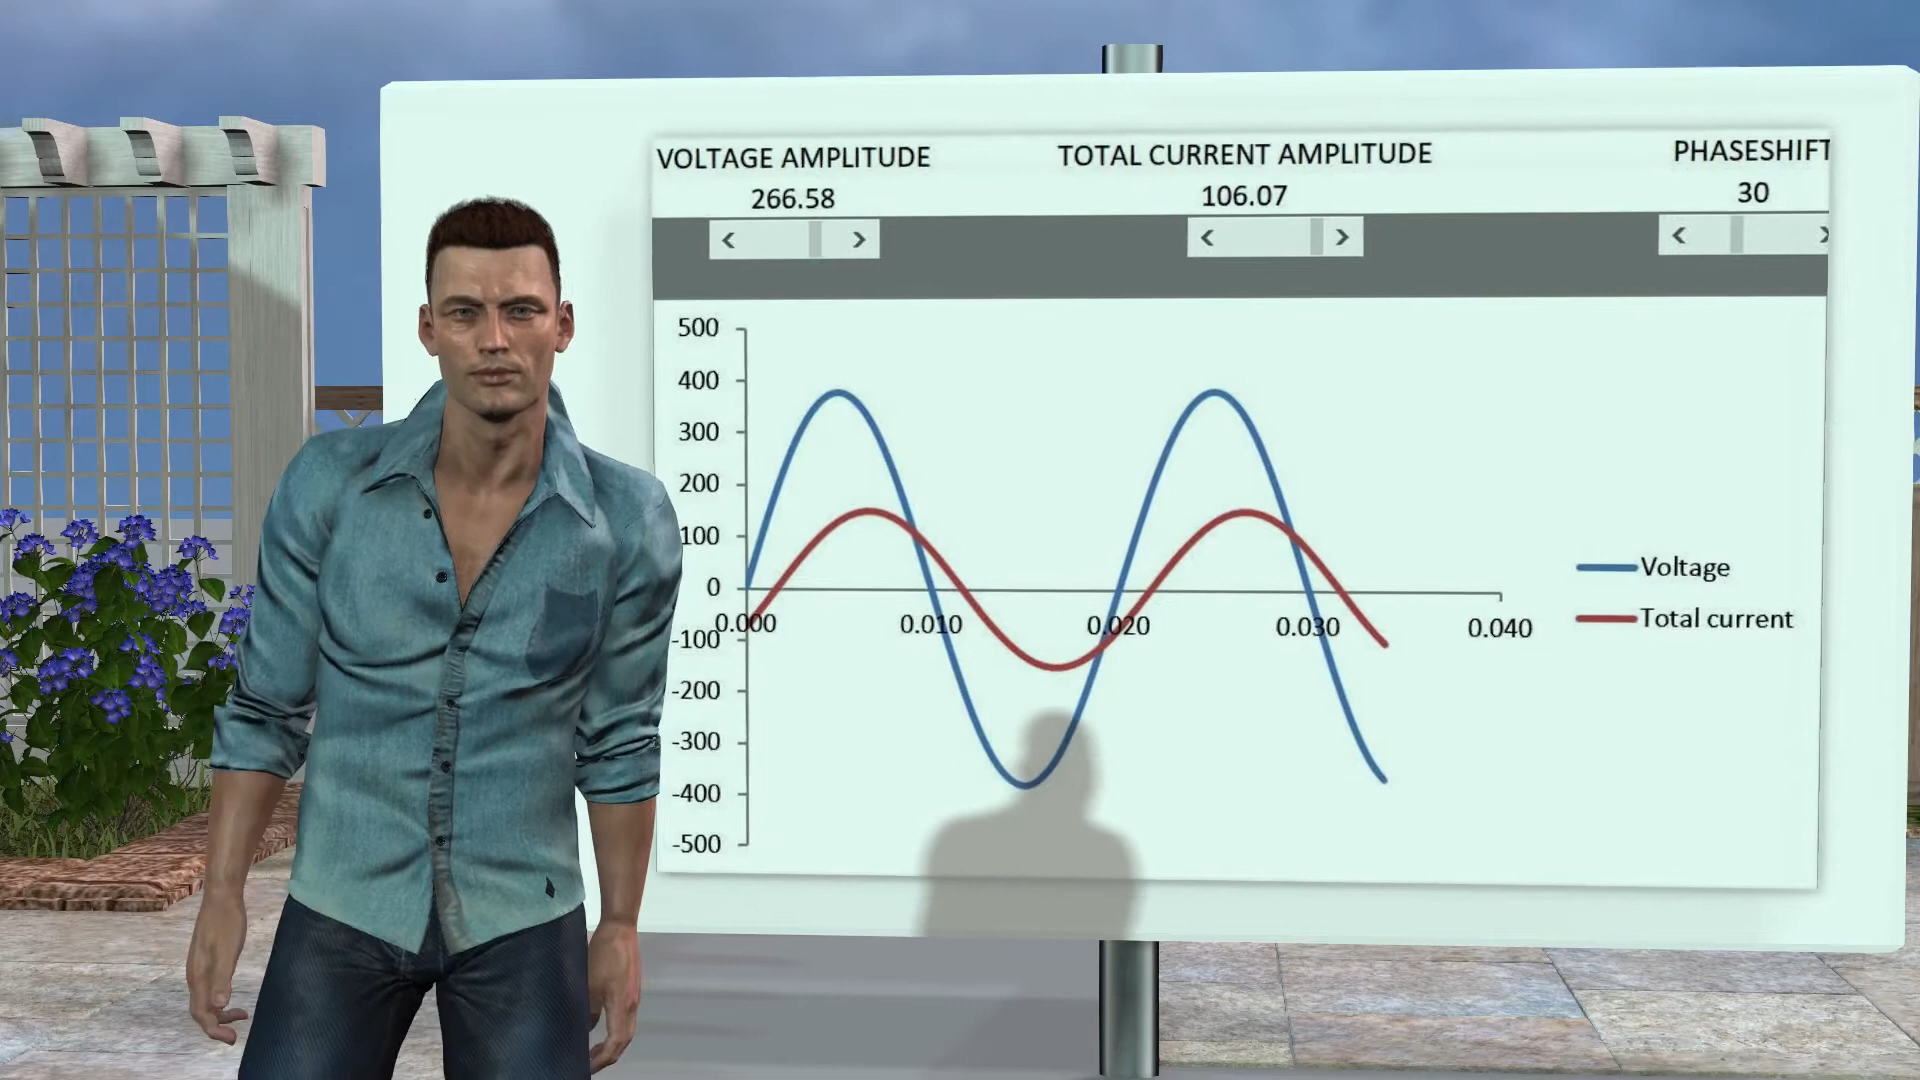 VOLTAGE AMPLITUDE TOTAL CURRENT AMPLITUDE PHASESHIFT
266.58 106.07 30
500
400
300
200
100
0
-100
-200
-300
-400
-500
0.000 0.010 0.020 0.030 0.040
Voltage
Total current